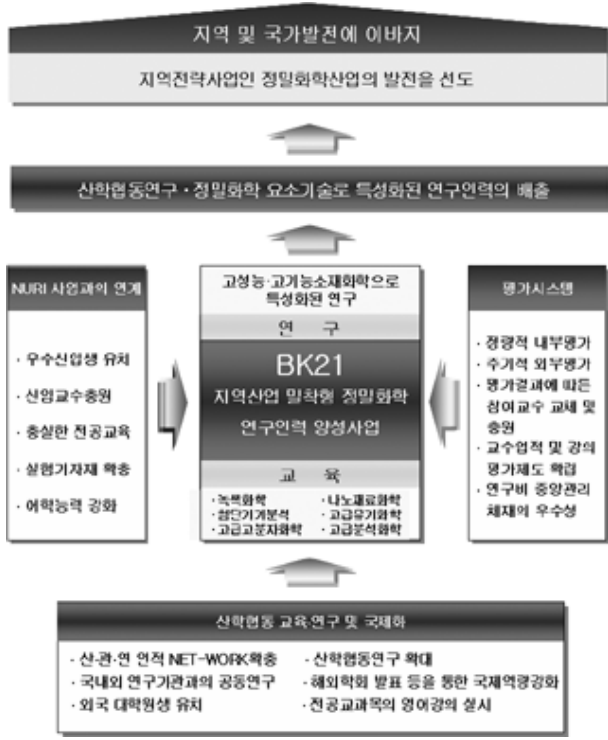 지역 및 국가발전에 이바지
지역전략사업인 정밀화학산업의 발전을 선도
산학협동연구·정밀화학 요소기술로 특성화된 연구인력의 배출
NURI 사업과의 연계
· 우수신입생 유치
· 신임교수충원
· 충실한 전공교육
· 실험기자재 확충
· 어학능력 강화
고성능·고기능소재화학으로
특성화된 연구
연 구
BK21
지역산업 밀착형 정밀화학
연구인력 양성사업
교 육
·녹색화학 ·나노재료화학
·첨단기기분석 ·고급유기화학
·고급고분자화학 ·고급분석화학
평가시스템
· 정량적 내부평가
· 주기적 외부평가
· 평가결과에 따른
참여교수 교체 및
충원
· 교수업적 및 강의
평가제도 확립
· 연구비 중앙관리
체재의 우수성
산학협동 교육·연구 및 국제화
· 산·관·연 인적 NET-WORK확충 · 산학협동연구 확대
· 국내외 연구기관과의 공동연구 · 해외학회 발표 등을 통한 국제역량강화
· 외국 대학원생 유치 · 전공교과목의 영어강의 실시